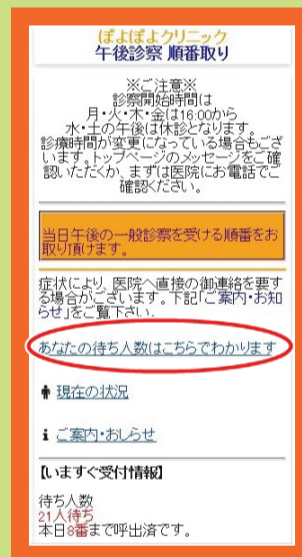 ぽよぽよクリニック
午後診察 順番取り
※ご注意※
診察開始時間は
月・火・木・金は16:00から
水・土の午後は休診となります。
診療時間が変更になっている場合もござ
います。トップページのメッセージをご確
認いただくか、まずは医院にお電話でご
確認ください。
当日午後の一般診察を受ける順番をお
取り頂けます。
症状により、医院へ直接の御連絡を要す
る場合がございます。下記「ご案内・お知
らせ」をご覧下さい。
あなたの待ち人数はこちらでわかります
現在の状況
ご案内・おしらせ
【いますぐ受付情報】
待ち人数
21人待ち
本日8番まで呼出済です。